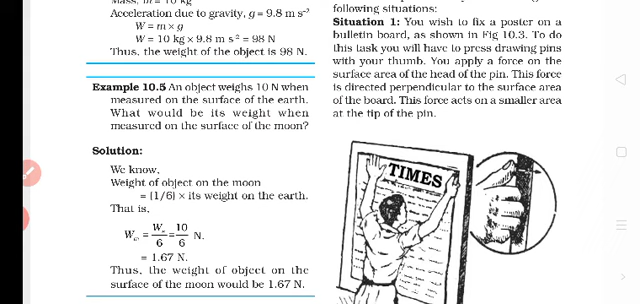 Mass, m = 10 kg
Acceleration due to gravity, g = 9.8 m s⁻²
W = m × g
W = 10 kg × 9.8 m s⁻² = 98 N
Thus, the weight of the object is 98 N.
Example 10.5 An object weighs 10 N when
measured on the surface of the earth.
What would be its weight when
measured on the surface of the moon?
Solution:
We know,
Weight of object on the moon
= (1/6) × its weight on the earth.
That is,
Wₘ = Wₑ/6 = 10/6 N.
= 1.67 N.
Thus, the weight of object on the
surface of the moon would be 1.67 N.
following situations:
Situation 1: You wish to fix a poster on a
bulletin board, as shown in Fig 10.3. To do
this task you will have to press drawing pins
with your thumb. You apply a force on the
surface area of the head of the pin. This force
is directed perpendicular to the surface area
of the board. This force acts on a smaller area
at the tip of the pin.
TIMES